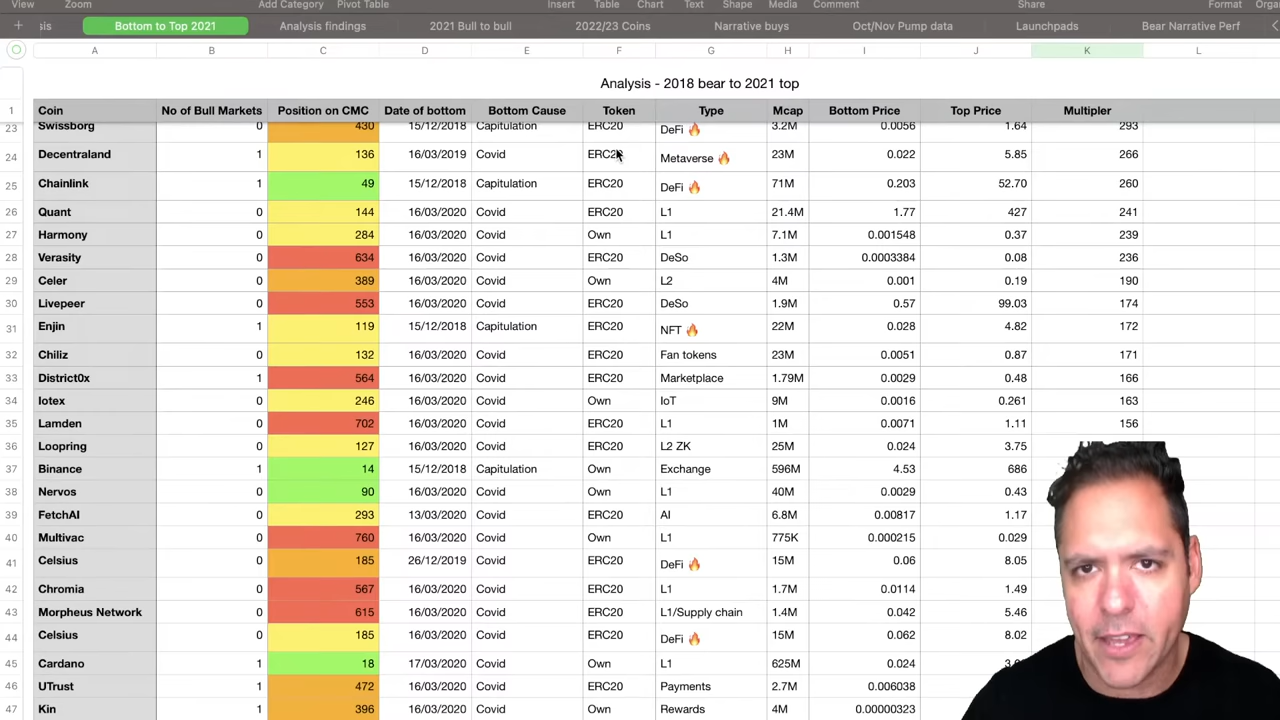 View Zoom Add Category Pivot Table Insert Table Chart Text Shape Media Comment Share Format Organ
sis Bottom to Top 2021 Analysis findings 2021 Bull to bull 2022/23 Coins Narrative buys Oct/Nov Pump data Launchpads Bear Narrative Perf
A B C D E F G H I J K L
Analysis - 2018 bear to 2021 top
1 Coin No of Bull Markets Position on CMC Date of bottom Bottom Cause Token Type Mcap Bottom Price Top Price Multipler
23 Swissborg 0 430 15/12/2018 Capitulation ERC20 DeFi 🔥 3.2M 0.0056 1.64 293
24 Decentraland 1 136 16/03/2019 Covid ERC20 Metaverse 🔥 23M 0.022 5.85 266
25 Chainlink 1 49 15/12/2018 Capitulation ERC20 DeFi 🔥 71M 0.203 52.70 260
26 Quant 0 144 16/03/2020 Covid ERC20 L1 21.4M 1.77 427 241
27 Harmony 0 284 16/03/2020 Covid Own L1 7.1M 0.001548 0.37 239
28 Verasity 0 634 16/03/2020 Covid ERC20 DeSo 1.3M 0.0003384 0.08 236
29 Celer 0 389 16/03/2020 Covid Own L2 4M 0.001 0.19 190
30 Livepeer 0 553 16/03/2020 Covid ERC20 DeSo 1.9M 0.57 99.03 174
31 Enjin 1 119 15/12/2018 Capitulation ERC20 NFT 🔥 22M 0.028 4.82 172
32 Chiliz 0 132 16/03/2020 Covid ERC20 Fan tokens 23M 0.0051 0.87 171
33 District0x 1 564 16/03/2020 Covid ERC20 Marketplace 1.79M 0.0029 0.48 166
34 Iotex 0 246 16/03/2020 Covid Own IoT 9M 0.0016 0.261 163
35 Lamden 0 702 16/03/2020 Covid ERC20 L1 1M 0.0071 1.11 156
36 Loopring 0 127 16/03/2020 Covid ERC20 L2 ZK 25M 0.024 3.75
37 Binance 1 14 15/12/2018 Capitulation Own Exchange 596M 4.53 686
38 Nervos 0 90 16/03/2020 Covid Own L1 40M 0.0029 0.43
39 FetchAI 0 293 13/03/2020 Covid ERC20 AI 6.8M 0.00817 1.17
40 Multivac 0 760 16/03/2020 Covid Own L1 775K 0.000215 0.029
41 Celsius 0 185 26/12/2019 Covid ERC20 DeFi 🔥 15M 0.06 8.05
42 Chromia 0 567 16/03/2020 Covid ERC20 L1 1.7M 0.0114 1.49
43 Morpheus Network 0 615 16/03/2020 Covid ERC20 L1/Supply chain 1.4M 0.042 5.46
44 Celsius 0 185 16/03/2020 Covid ERC20 DeFi 🔥 15M 0.062 8.02
45 Cardano 1 18 17/03/2020 Covid Own L1 625M 0.024
46 UTrust 1 472 16/03/2020 Covid ERC20 Payments 2.7M 0.006038
47 Kin 1 396 16/03/2020 Covid Own Rewards 4M 0.00000323